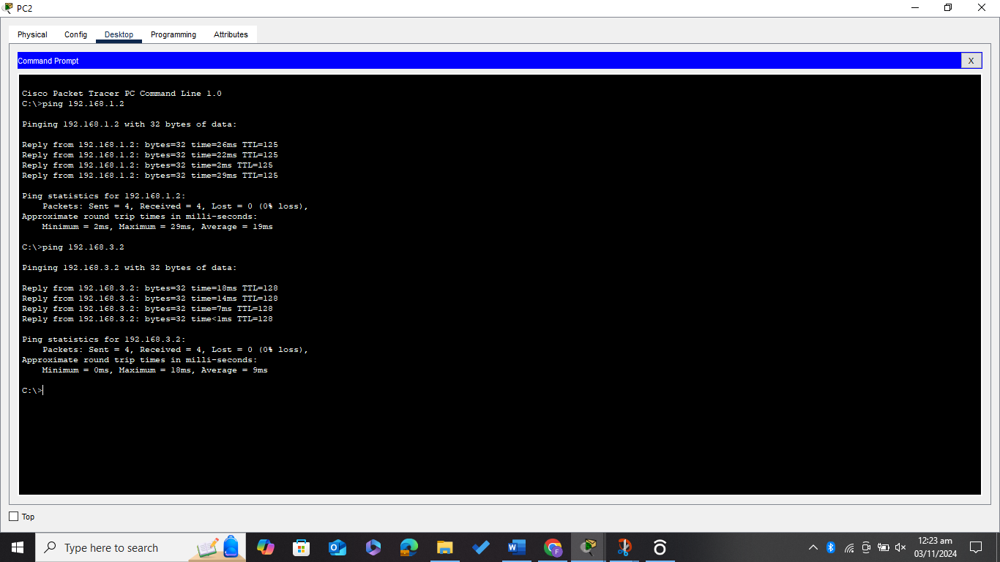 PC2
Physical Config Desktop Programming Attributes
Command Prompt X
Cisco Packet Tracer PC Command Line 1.0
C:\>ping 192.168.1.2
Pinging 192.168.1.2 with 32 bytes of data:
Reply from 192.168.1.2: bytes=32 time=26ms TTL=125
Reply from 192.168.1.2: bytes=32 time=22ms TTL=125
Reply from 192.168.1.2: bytes=32 time=2ms TTL=125
Reply from 192.168.1.2: bytes=32 time=29ms TTL=125
Ping statistics for 192.168.1.2:
Packets: Sent = 4, Received = 4, Lost = 0 (0% loss),
Approximate round trip times in milli-seconds:
Minimum = 2ms, Maximum = 29ms, Average = 19ms
C:\>ping 192.168.3.2
Pinging 192.168.3.2 with 32 bytes of data:
Reply from 192.168.3.2: bytes=32 time=18ms TTL=128
Reply from 192.168.3.2: bytes=32 time=14ms TTL=128
Reply from 192.168.3.2: bytes=32 time=7ms TTL=128
Reply from 192.168.3.2: bytes=32 time<1ms TTL=128
Ping statistics for 192.168.3.2:
Packets: Sent = 4, Received = 4, Lost = 0 (0% loss),
Approximate round trip times in milli-seconds:
Minimum = 0ms, Maximum = 18ms, Average = 9ms
C:\>
Top
Type here to search
12:23 am
03/11/2024